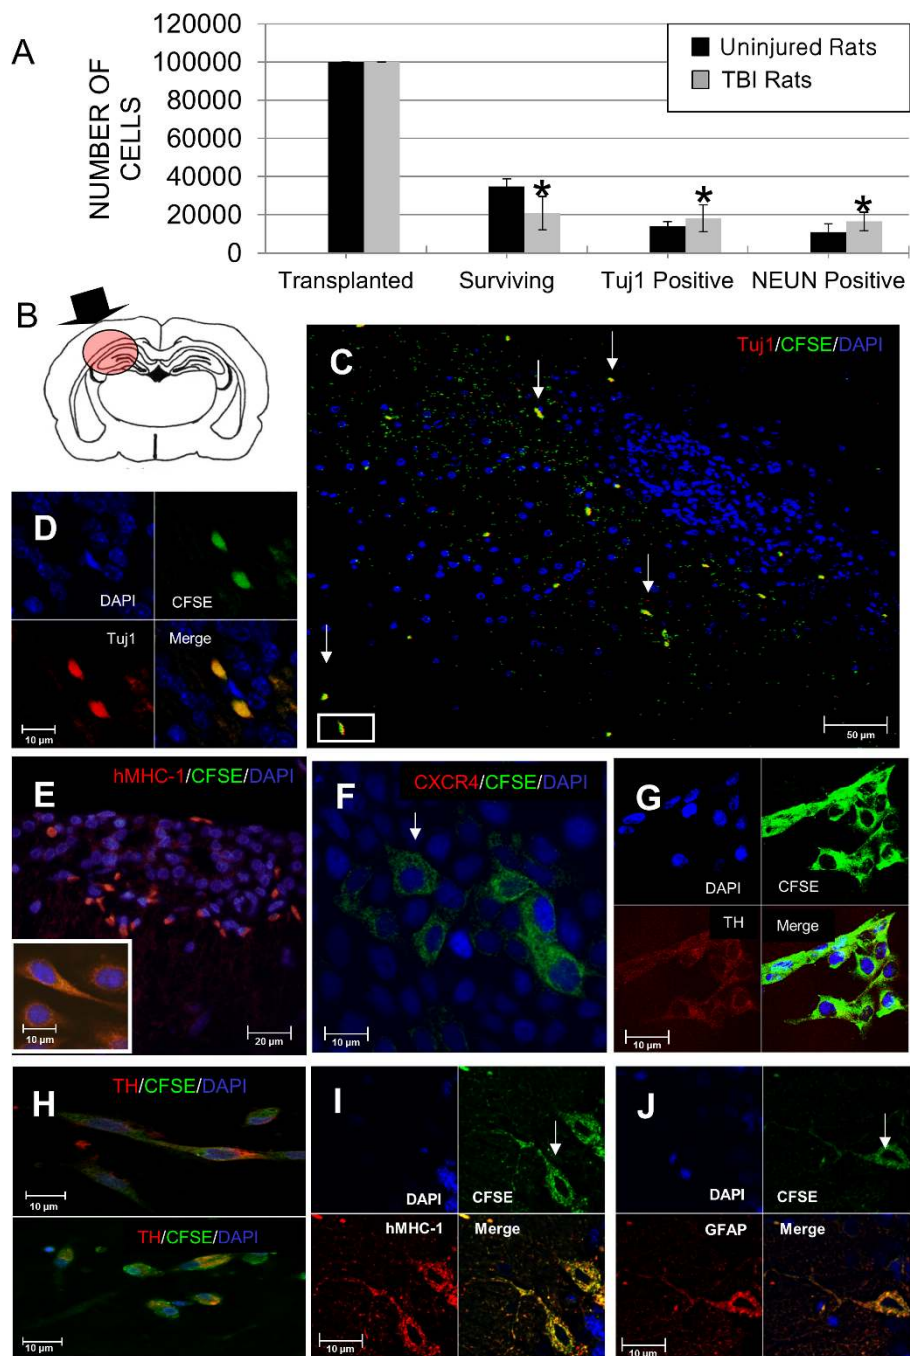 A
NUMBER OF
CELLS
120000
100000
80000
60000
40000
20000
0
Uninjured Rats
TBI Rats
* * *
Transplanted Surviving Tuj1 Positive NEUN Positive
B
C
Tuj1/CFSE/DAPI
50 µm
D
DAPI CFSE
Tuj1 Merge
10 µm
E
hMHC-1/CFSE/DAPI
10 µm
20 µm
F
CXCR4/CFSE/DAPI
10 µm
G
DAPI CFSE
TH Merge
10 µm
H
TH/CFSE/DAPI
10 µm
TH/CFSE/DAPI
10 µm
I
DAPI CFSE
hMHC-1 Merge
10 µm
J
DAPI CFSE
GFAP Merge
10 µm